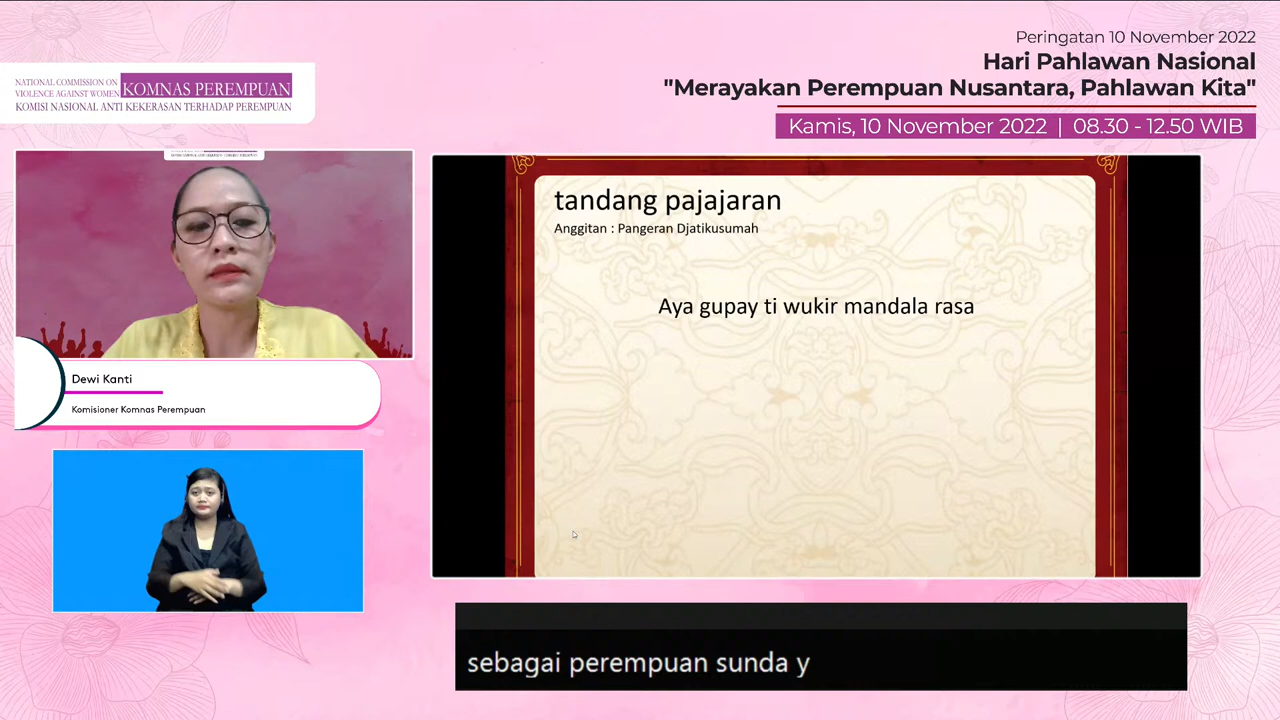 Peringatan 10 November 2022
Hari Pahlawan Nasional
"Merayakan Perempuan Nusantara, Pahlawan Kita"
Kamis, 10 November 2022 | 08.30 - 12.50 WIB
NATIONAL COMMISSION ON
VIOLENCE AGAINST WOMEN
KOMNAS PEREMPUAN
KOMISI NASIONAL ANTI KEKERASAN TERHADAP PEREMPUAN
Dewi Kanti
Komisioner Komnas Perempuan
tandang pajajaran
Anggitan : Pangeran Djatikusumah
Aya gupay ti wukir mandala rasa
sebagai perempuan sunda y